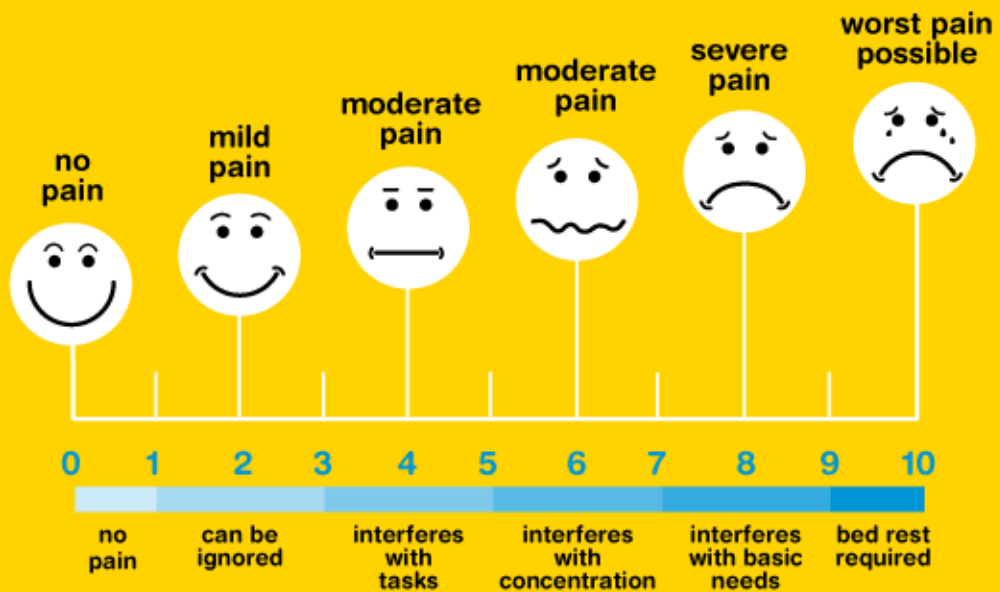 no
pain
mild
pain
moderate
pain
moderate
pain
severe
pain
worst pain
possible
0 1 2 3 4 5 6 7 8 9 10
no
pain
can be
ignored
interferes
with
tasks
interferes
with
concentration
interferes
with basic
needs
bed rest
required